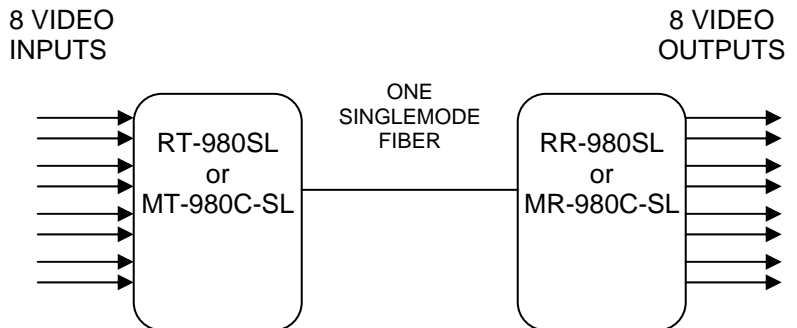 8 VIDEO
INPUTS
8 VIDEO
OUTPUTS
ONE
SINGLEMODE
FIBER
RT-980SL
or
MT-980C-SL
RR-980SL
or
MR-980C-SL